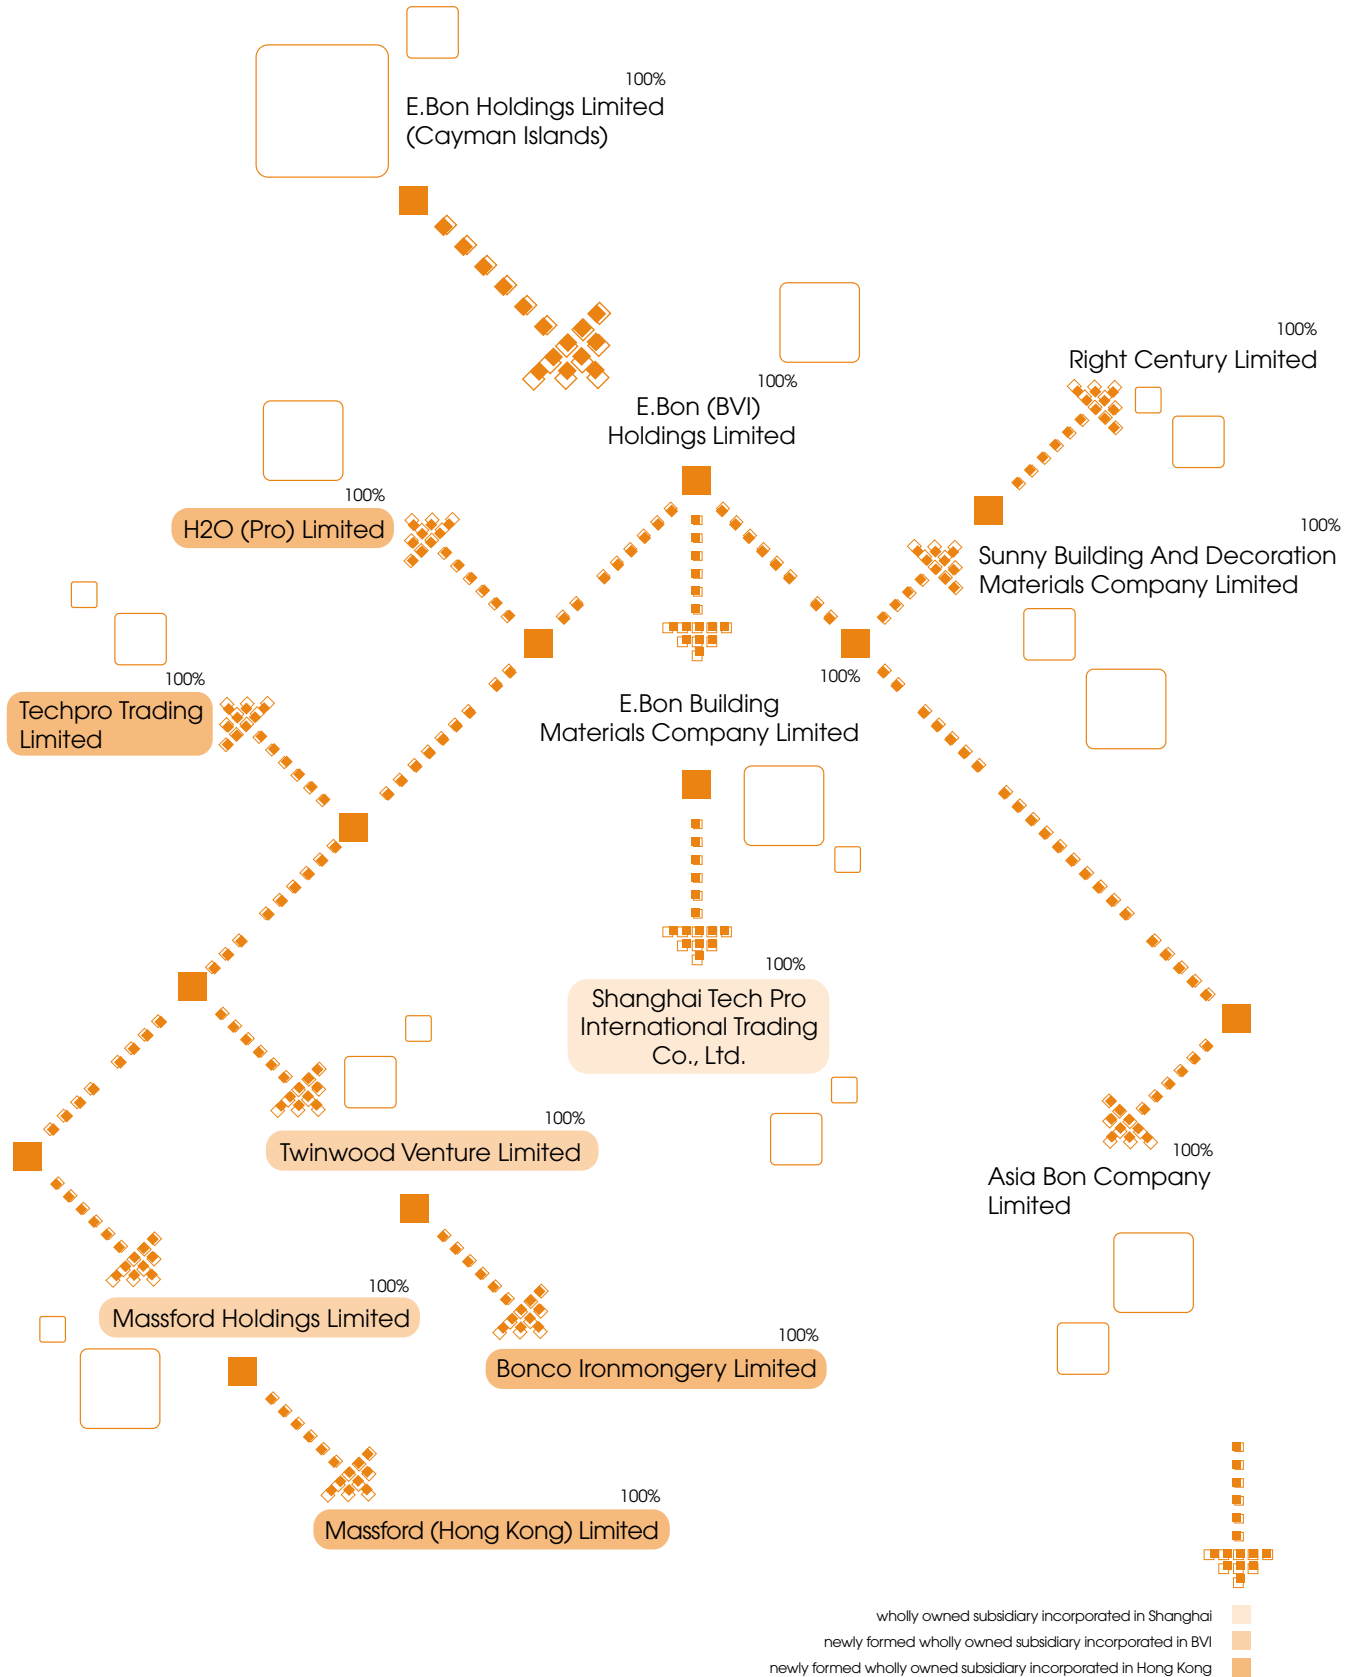 100%
E.Bon Holdings Limited
(Cayman Islands)
100%
Right Century Limited
100%
E.Bon (BVI)
Holdings Limited
100%
H2O (Pro) Limited
100%
Sunny Building And Decoration
Materials Company Limited
100%
Techpro Trading
Limited
100%
E.Bon Building
Materials Company Limited
100%
Shanghai Tech Pro
International Trading
Co., Ltd.
100%
Twinwood Venture Limited
100%
Asia Bon Company
Limited
100%
Massford Holdings Limited
100%
Bonco Ironmongery Limited
100%
Massford (Hong Kong) Limited
wholly owned subsidiary incorporated in Shanghai
newly formed wholly owned subsidiary incorporated in BVI
newly formed wholly owned subsidiary incorporated in Hong Kong